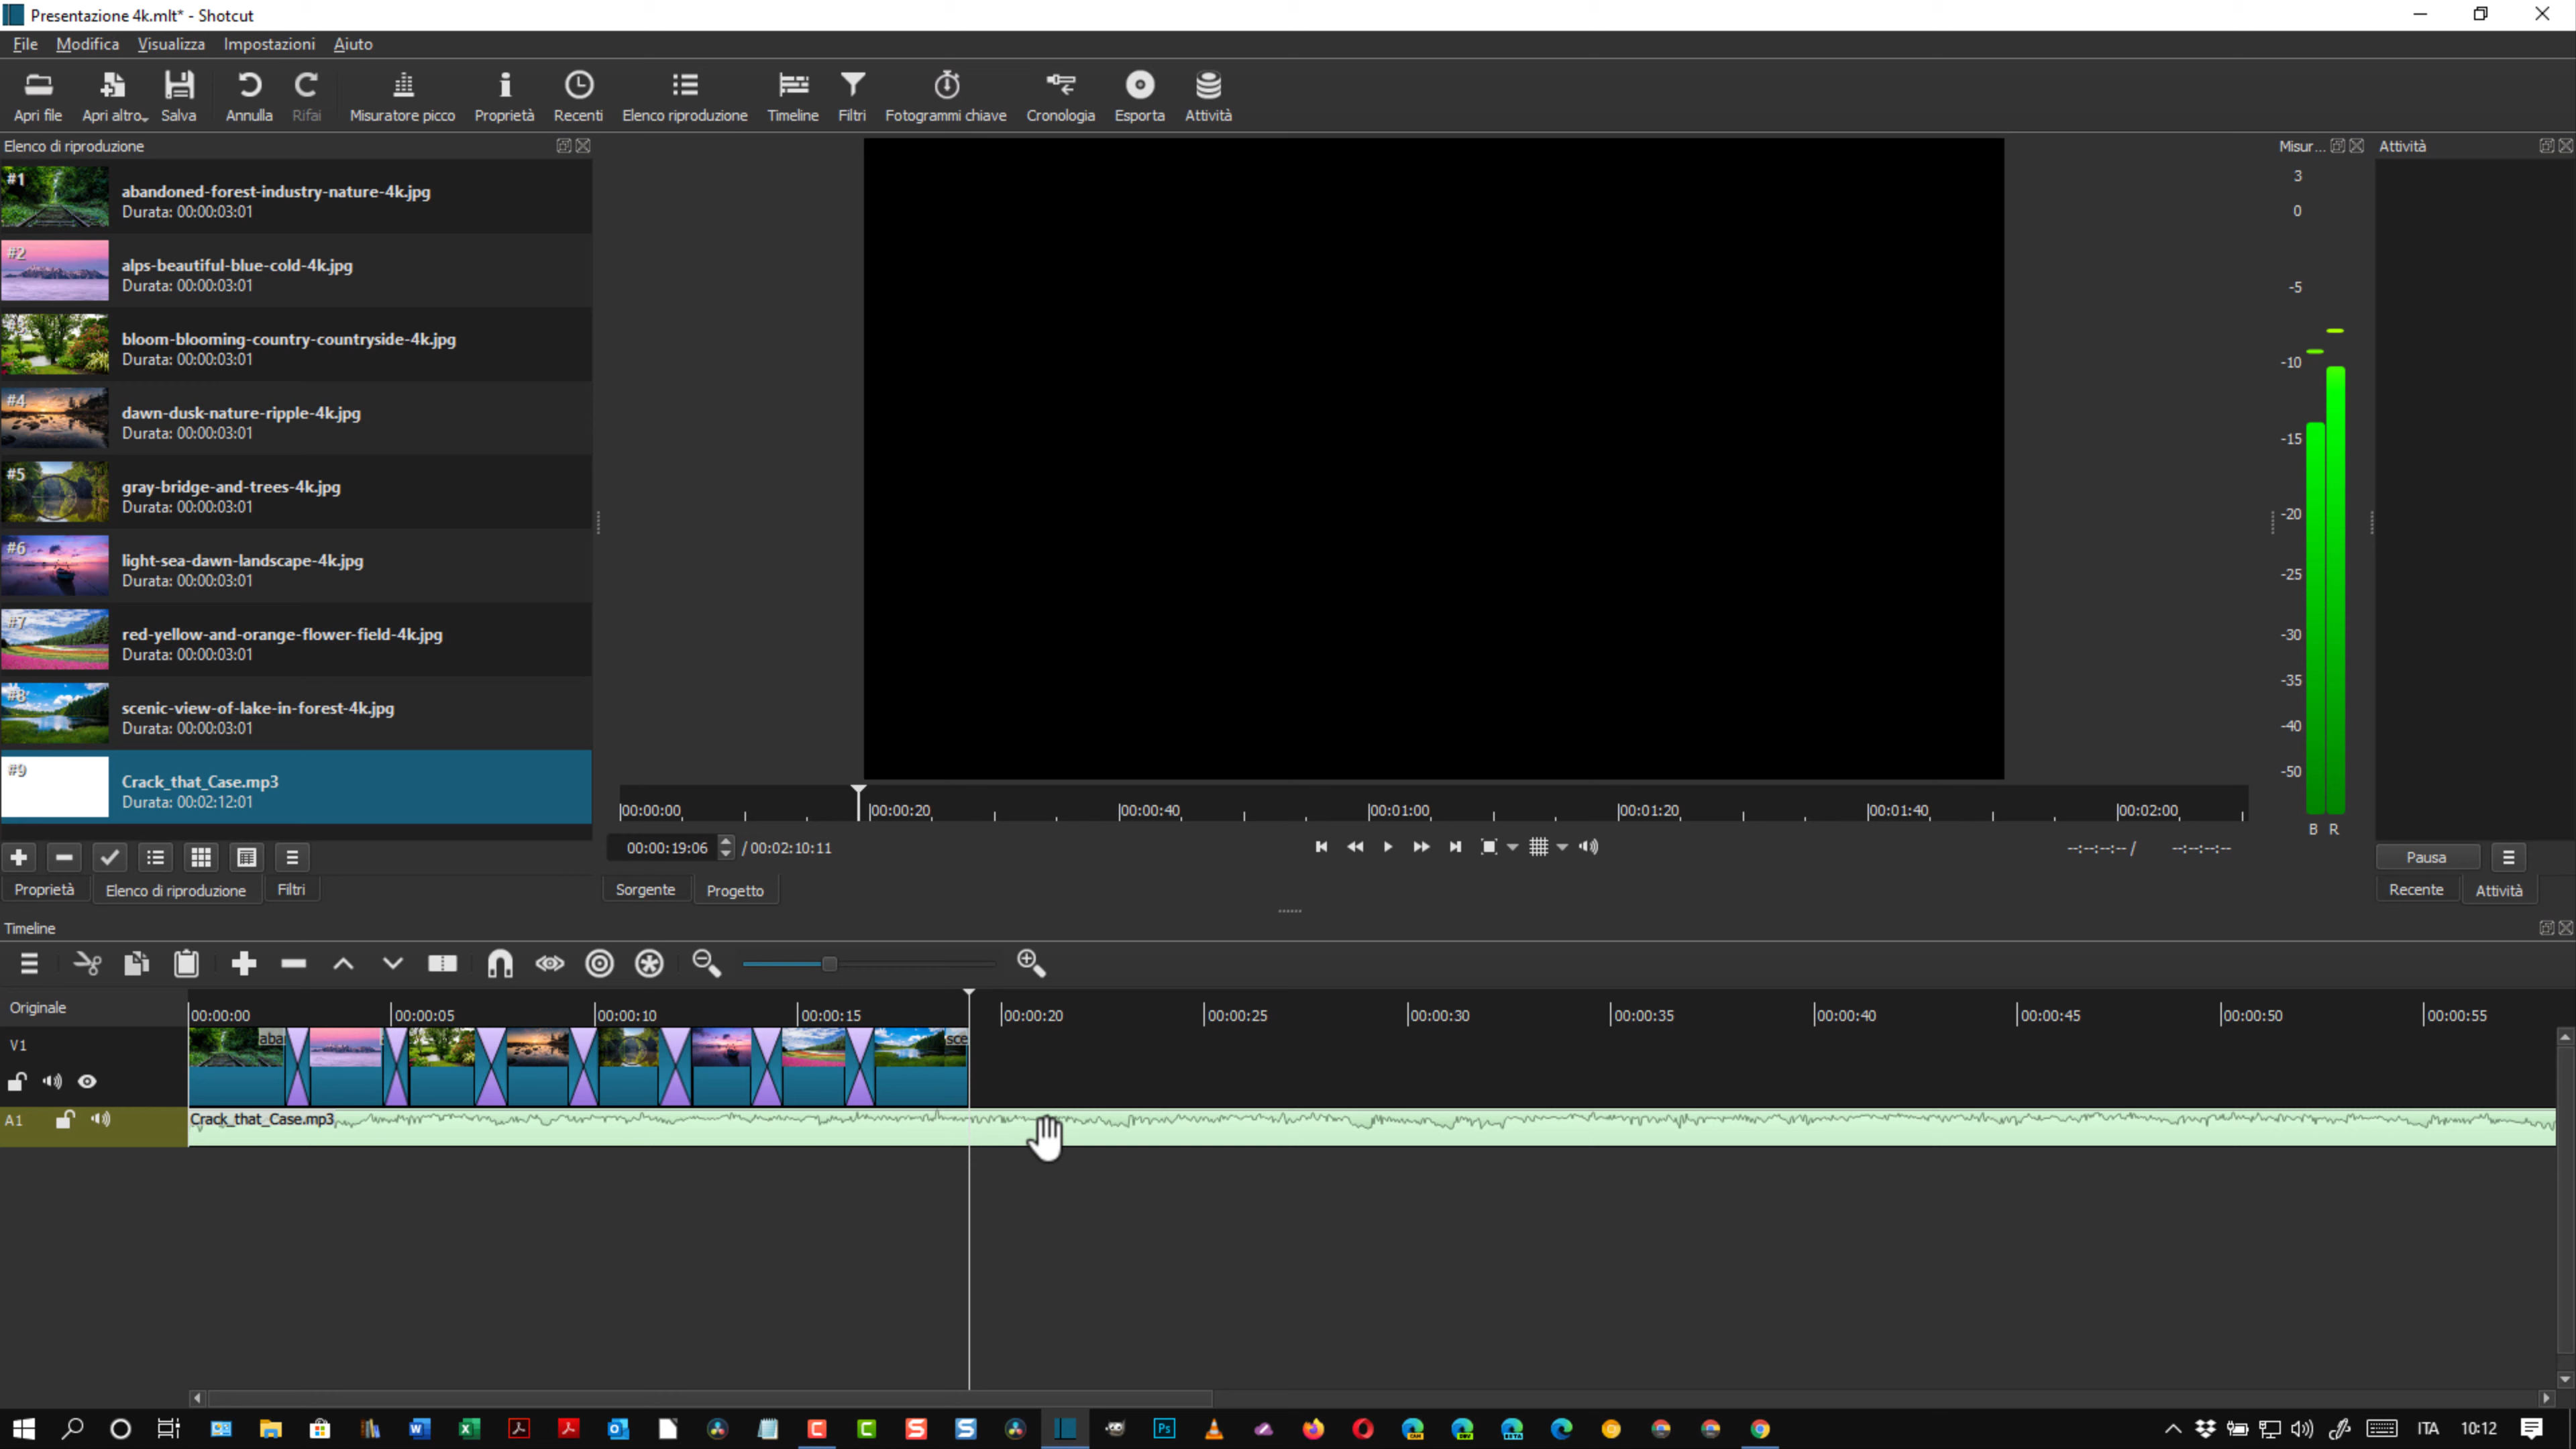 Presentazione 4k.mlt* - Shotcut
File Modifica Visualizza Impostazioni Aiuto
Apri file Apri altro Salva Annulla Rifai Misuratore picco Proprietà Recenti Elenco riproduzione Timeline Filtri Fotogrammi chiave Cronologia Esporta Attività
Elenco di riproduzione
Misur... Attività
#1 abandoned-forest-industry-nature-4k.jpg
Durata: 00:00:03:01
#2 alps-beautiful-blue-cold-4k.jpg
Durata: 00:00:03:01
#3 bloom-blooming-country-countryside-4k.jpg
Durata: 00:00:03:01
#4 dawn-dusk-nature-ripple-4k.jpg
Durata: 00:00:03:01
#5 gray-bridge-and-trees-4k.jpg
Durata: 00:00:03:01
#6 light-sea-dawn-landscape-4k.jpg
Durata: 00:00:03:01
#7 red-yellow-and-orange-flower-field-4k.jpg
Durata: 00:00:03:01
#8 scenic-view-of-lake-in-forest-4k.jpg
Durata: 00:00:03:01
#9 Crack_that_Case.mp3
Durata: 00:02:12:01
3
0
-5
-10
-15
-20
-25
-30
-35
-40
-50
B R
00:00:00 00:00:20 00:00:40 00:01:00 00:01:20 00:01:40 00:02:00
00:00:19:06 / 00:02:10:11
--:--:--:-- / --:--:--:--
Pausa
Proprietà Elenco di riproduzione Filtri
Sorgente Progetto
Recente Attività
Timeline
Originale
00:00:00 00:00:05 00:00:10 00:00:15 00:00:20 00:00:25 00:00:30 00:00:35 00:00:40 00:00:45 00:00:50 00:00:55
V1
aba
sce
A1
Crack_that_Case.mp3
ITA 10:12